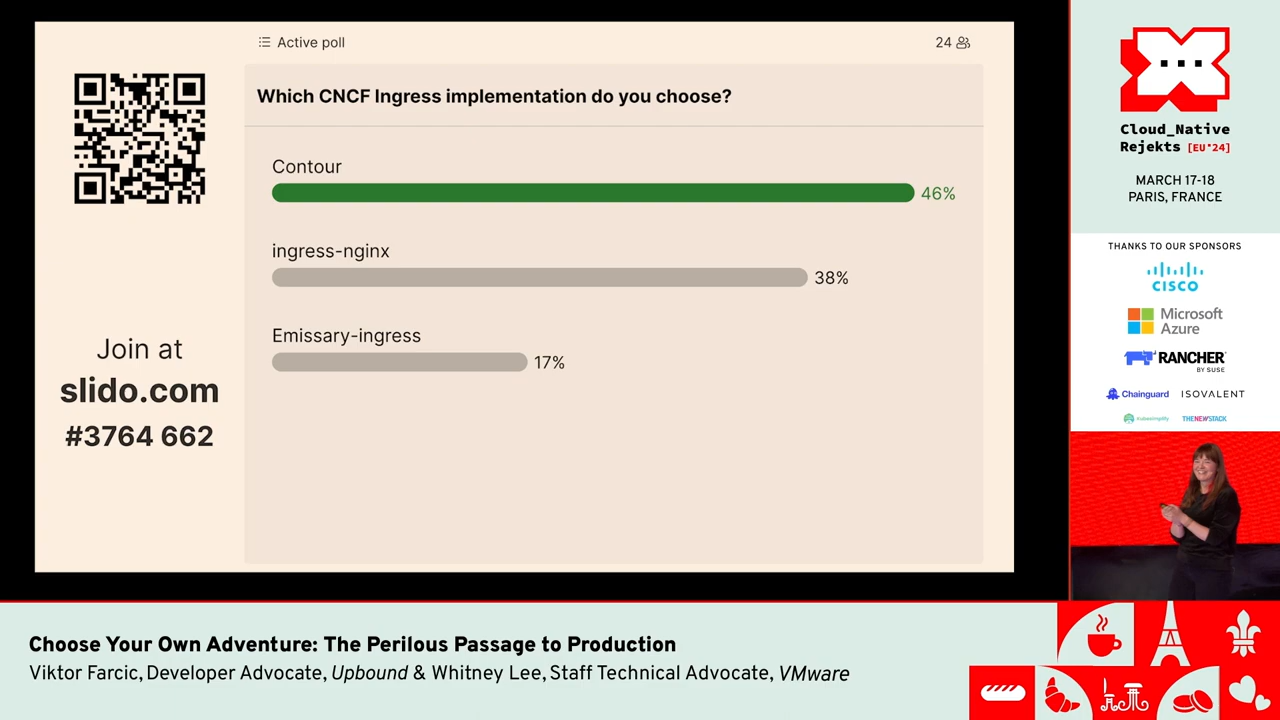 Active poll
24
Which CNCF Ingress implementation do you choose?
Contour
46%
ingress-nginx
38%
Emissary-ingress
17%
Join at
slido.com
#3764 662
Cloud_Native
Rejekts [EU'24]
MARCH 17-18
PARIS, FRANCE
THANKS TO OUR SPONSORS
CISCO
Microsoft
Azure
RANCHER
BY SUSE
Chainguard
ISOVALENT
kubesimplify
THENEWSTACK
Choose Your Own Adventure: The Perilous Passage to Production
Viktor Farcic, Developer Advocate, Upbound & Whitney Lee, Staff Technical Advocate, VMware